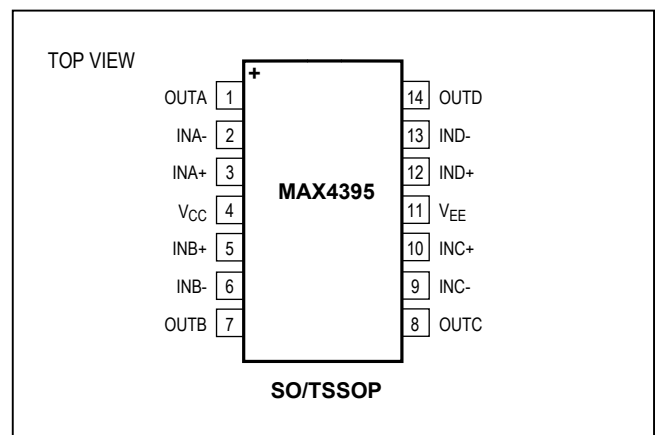 TOP VIEW
+
OUTA 1
INA- 2
INA+ 3
VCC 4
INB+ 5
INB- 6
OUTB 7
MAX4395
14 OUTD
13 IND-
12 IND+
11 VEE
10 INC+
9 INC-
8 OUTC
SO/TSSOP